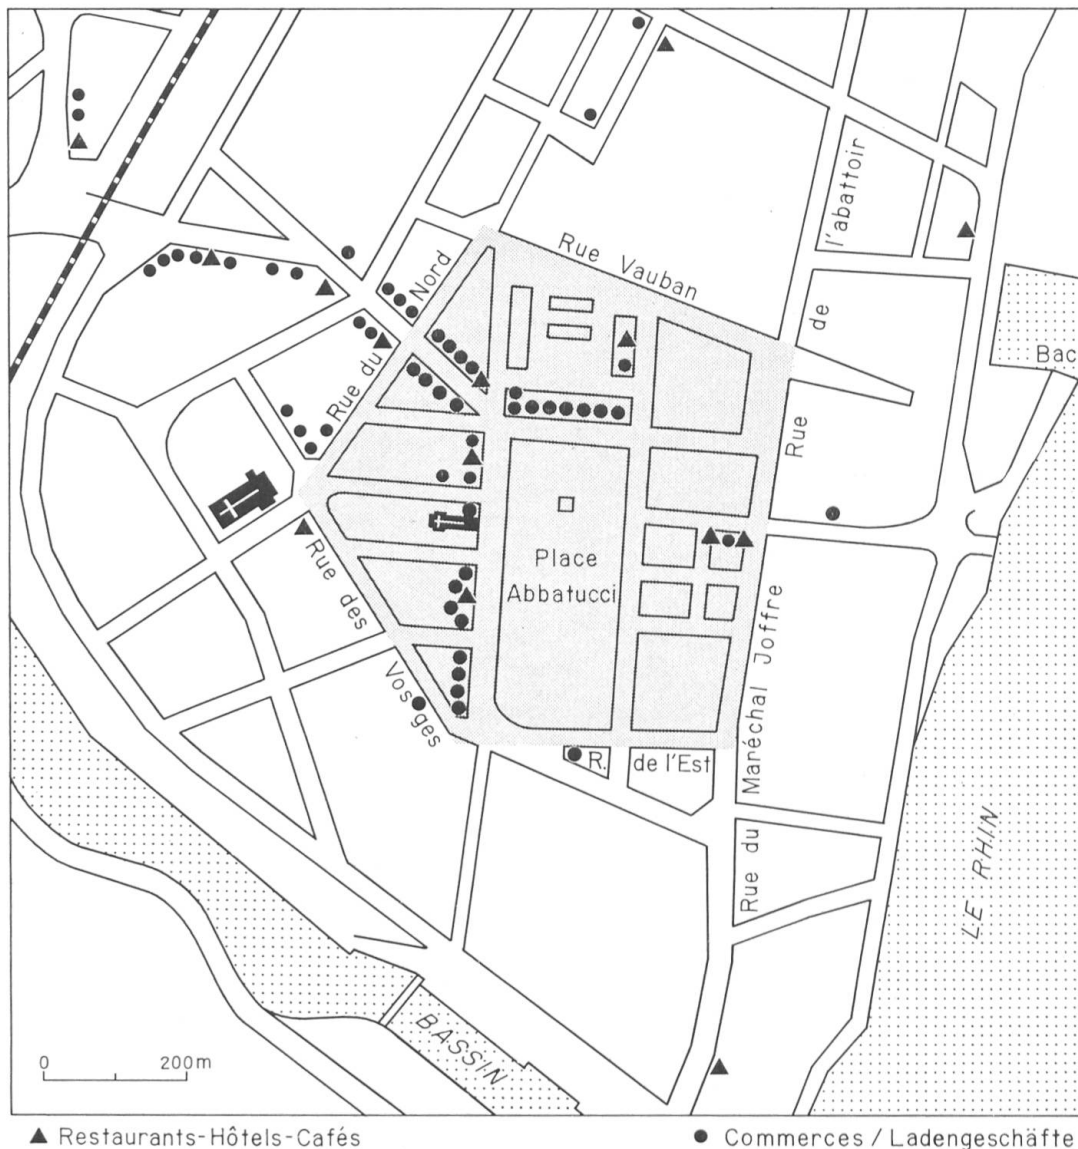 l'abattoir
Rue Vauban
Nord
de
Bac
Rue du
Rue
Place
Abbatucci
Rue des
Maréchal Joffre
Vosges
R. de l'Est
Rue du
LE RHIN
BASSIN
0 200m
▲ Restaurants-Hôtels-Cafés
● Commerces / Ladengeschäfte